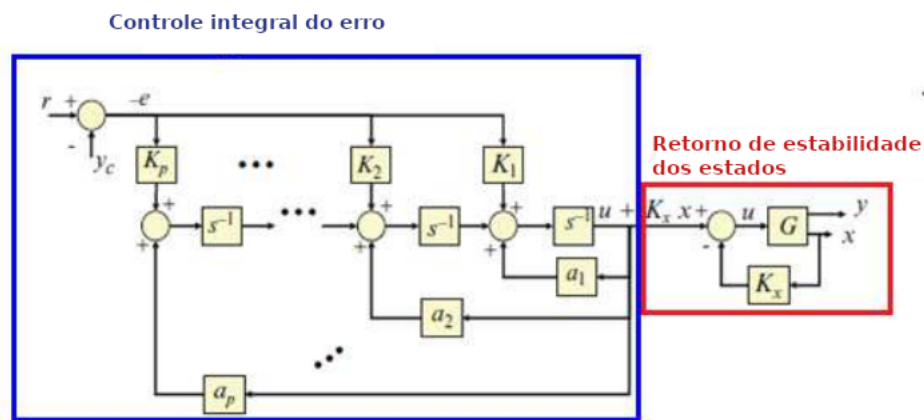 Controle integral do erro
r + –e
-
y_c
K_p ••• K_2 K_1
Retorno de estabilidade
dos estados
+ + +
s⁻¹ ••• s⁻¹ s⁻¹ u + K_x x + u G y
+ + + - x
a_1 K_x
a_2
•••
a_p